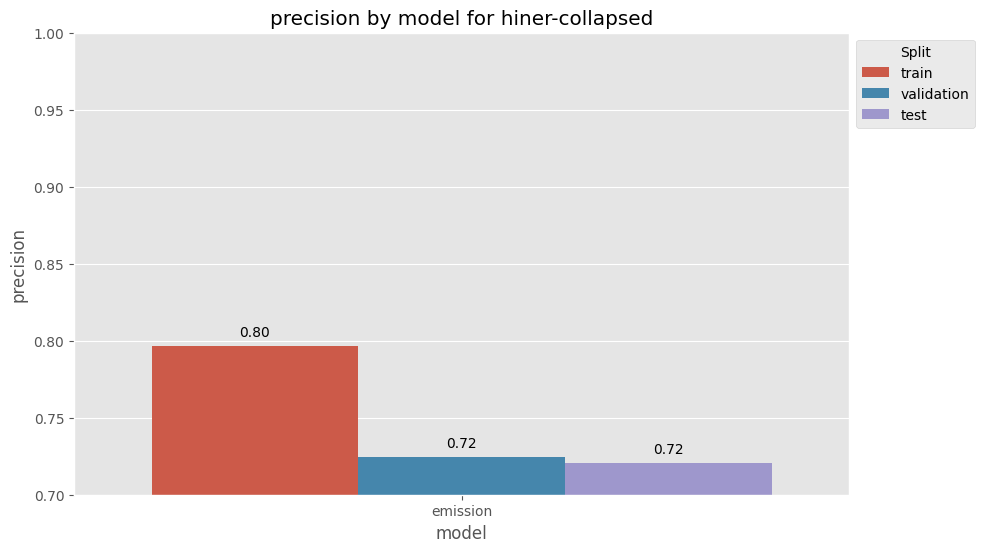 precision by model for hiner-collapsed
1.00
0.95
0.90
0.85
0.80
0.75
0.70
precision
0.80
0.72
0.72
emission
model
Split
train
validation
test